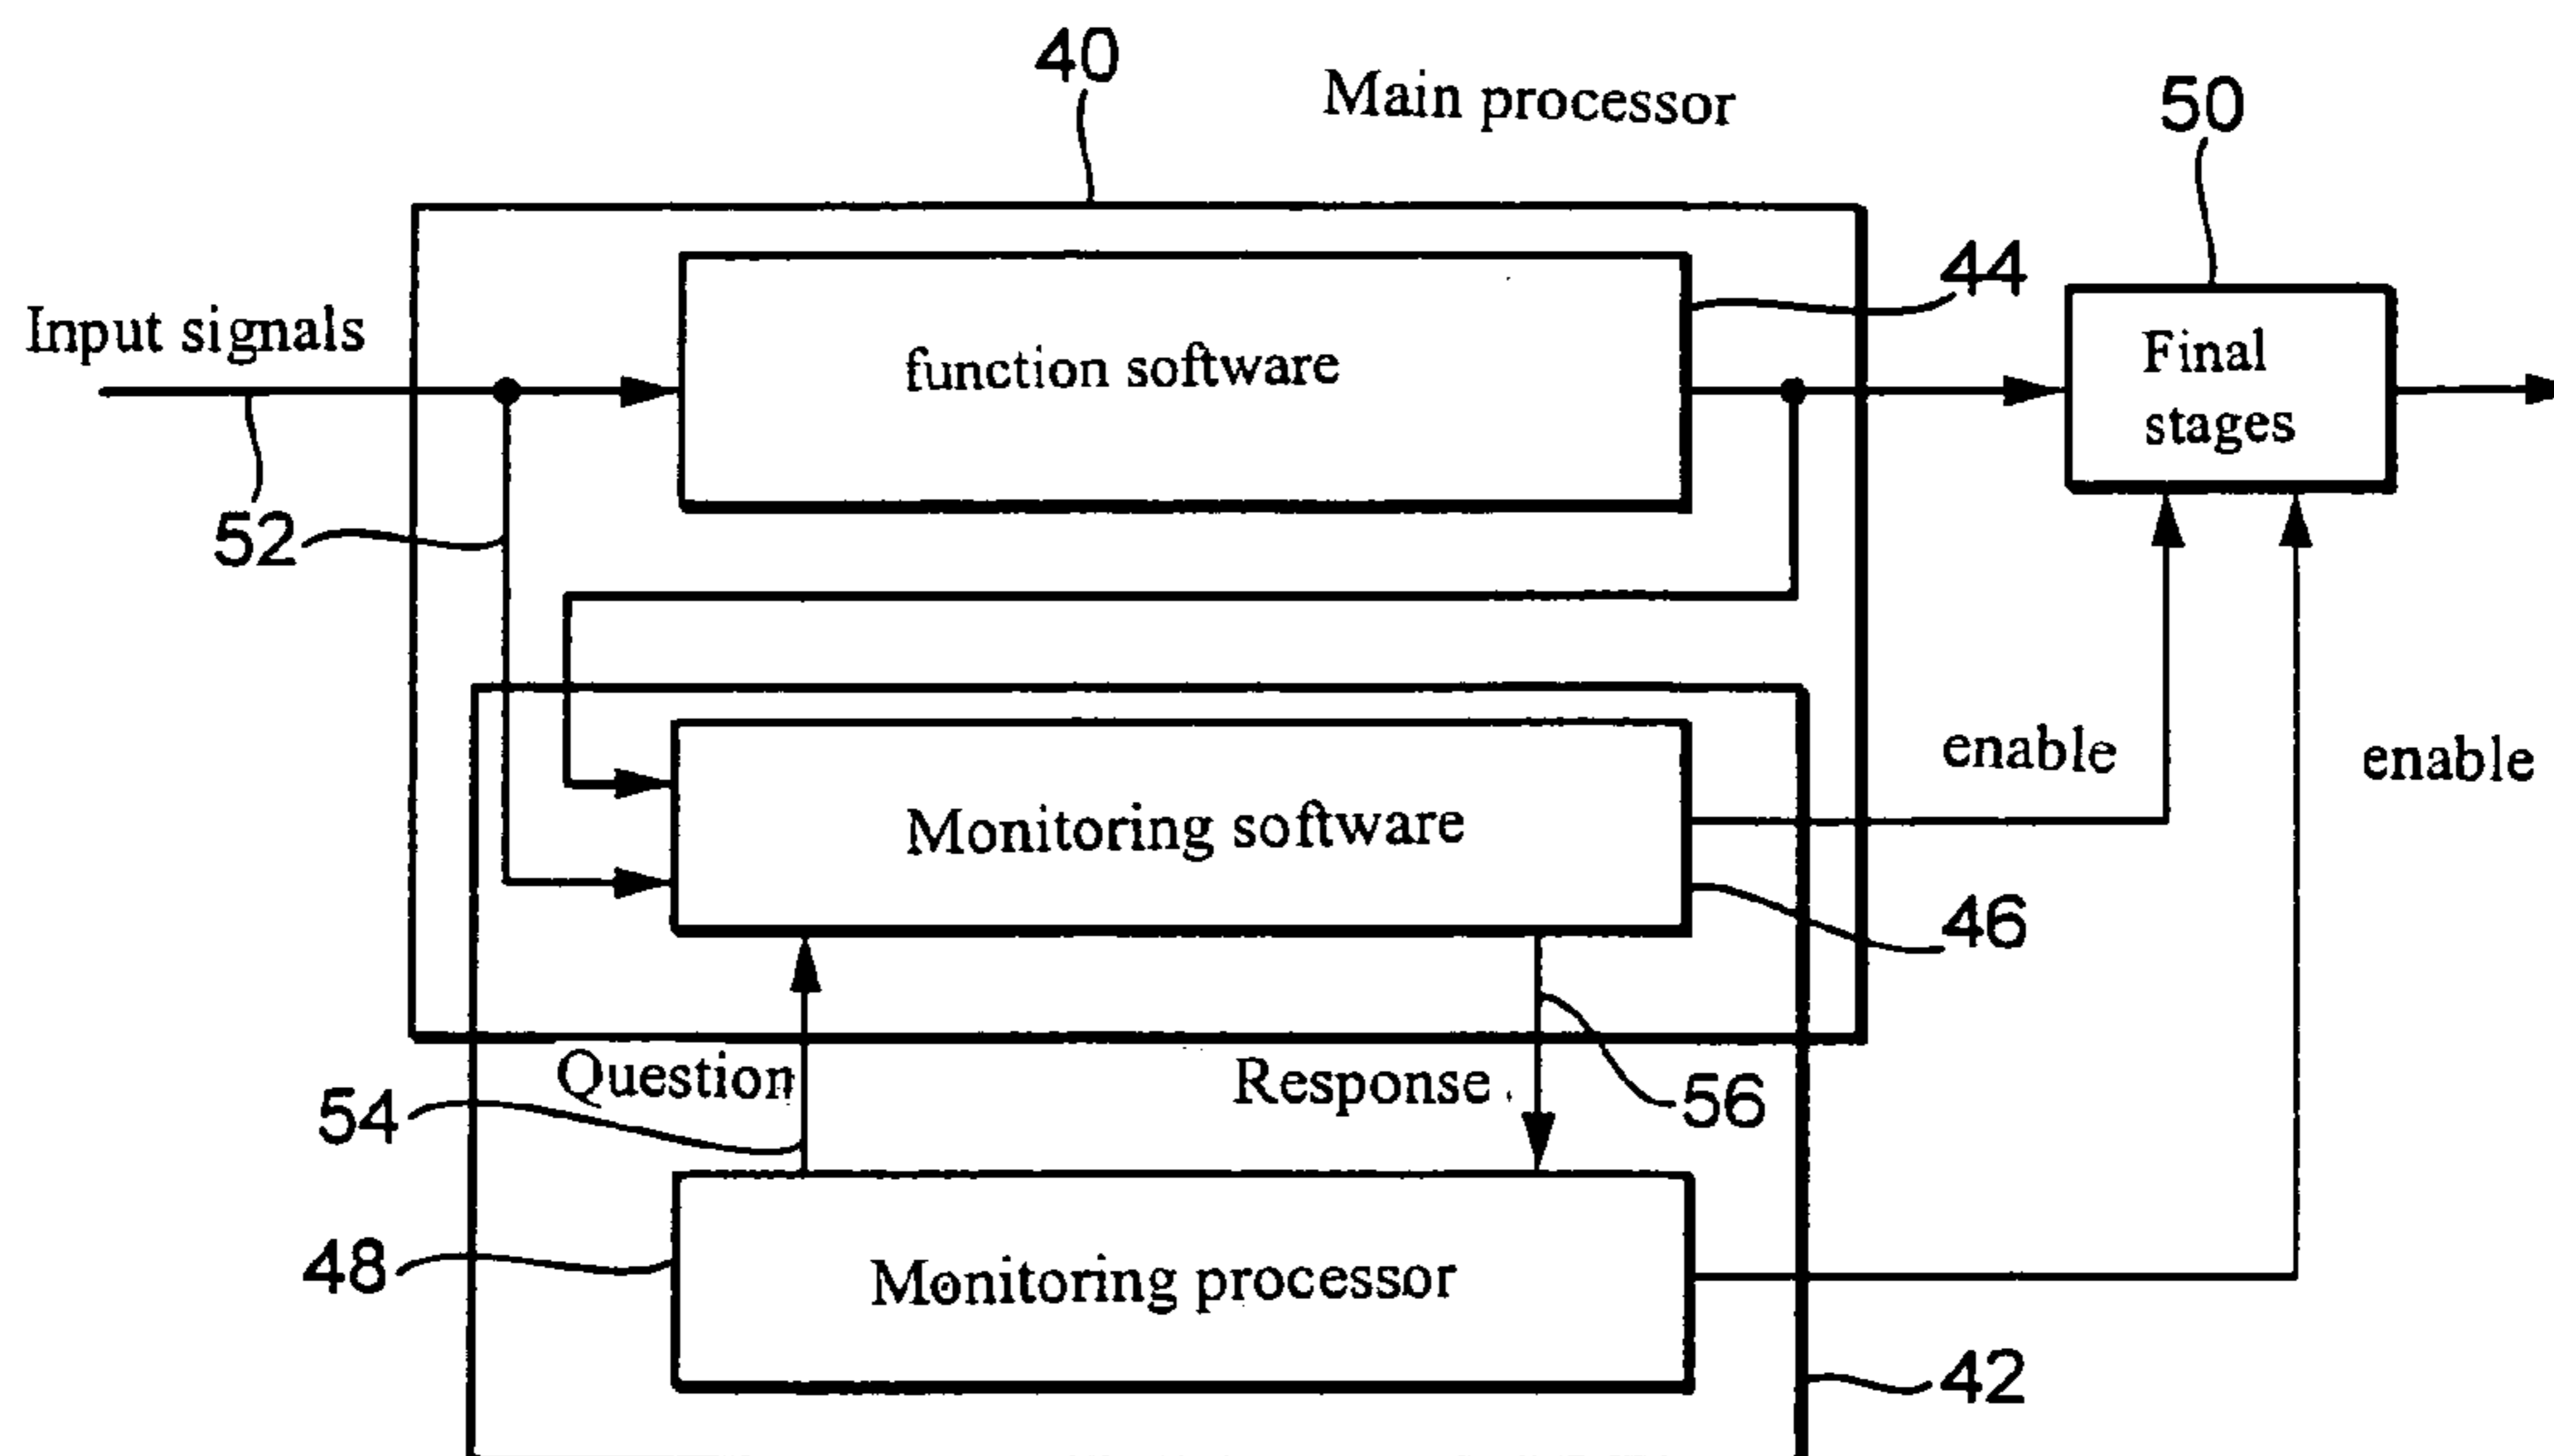 40
Main processor
50
44
Input signals
function software
Final
stages
52
enable
enable
Monitoring software
46
Question
Response
54
56
48
Monitoring processor
42